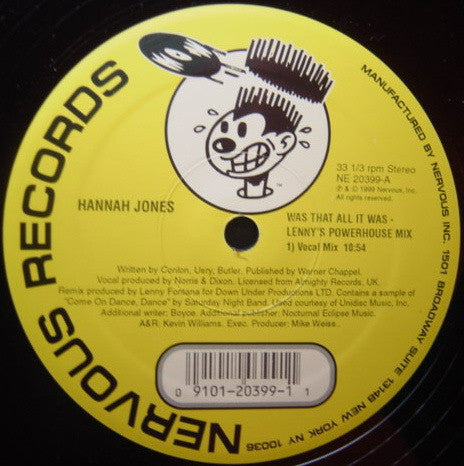 NERVOUS RECORDS
MANUFACTURED BY NERVOUS INC. 1501 BROADWAY SUITE 1314B NEW YORK NY 10036
33 1/3 rpm Stereo
NE 20399-A
℗ & © 1999 Nervous, Inc.
All rights reserved.
TM
HANNAH JONES
WAS THAT ALL IT WAS -
LENNY'S POWERHOUSE MIX
1) Vocal Mix 10:54
Written by Conlon, Uery, Butler. Published by Warner Chappel.
Vocal produced by Norris & Dixon. Licensed from Almighty Records, UK.
Remix produced by Lenny Fontana for Down Under Productions LTD. Contains a sample of
"Come On Dance, Dance" by Saturday Night Band. Used courtesy of Unidisc Music, Inc.
Additional writer: Boyce. Additional publisher: Nocturnal Eclipse Music.
A&R: Kevin Williams. Exec. Producer: Mike Weiss.
0 9101-20399-1 1